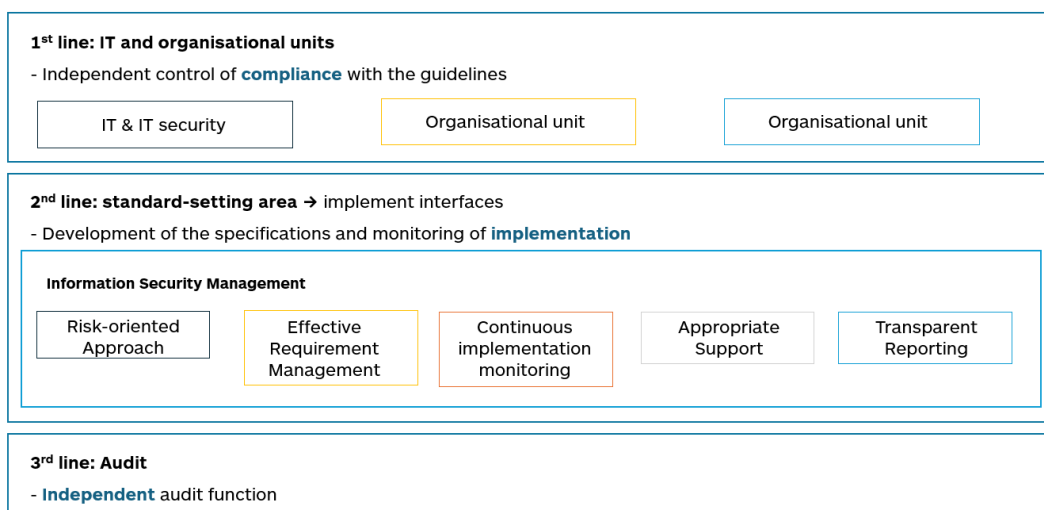 1st line: IT and organisational units
- Independent control of compliance with the guidelines
IT & IT security
Organisational unit
Organisational unit
2nd line: standard-setting area → implement interfaces
- Development of the specifications and monitoring of implementation
Information Security Management
Risk-oriented
Approach
Effective
Requirement
Management
Continuous
implementation
monitoring
Appropriate
Support
Transparent
Reporting
3rd line: Audit
- Independent audit function